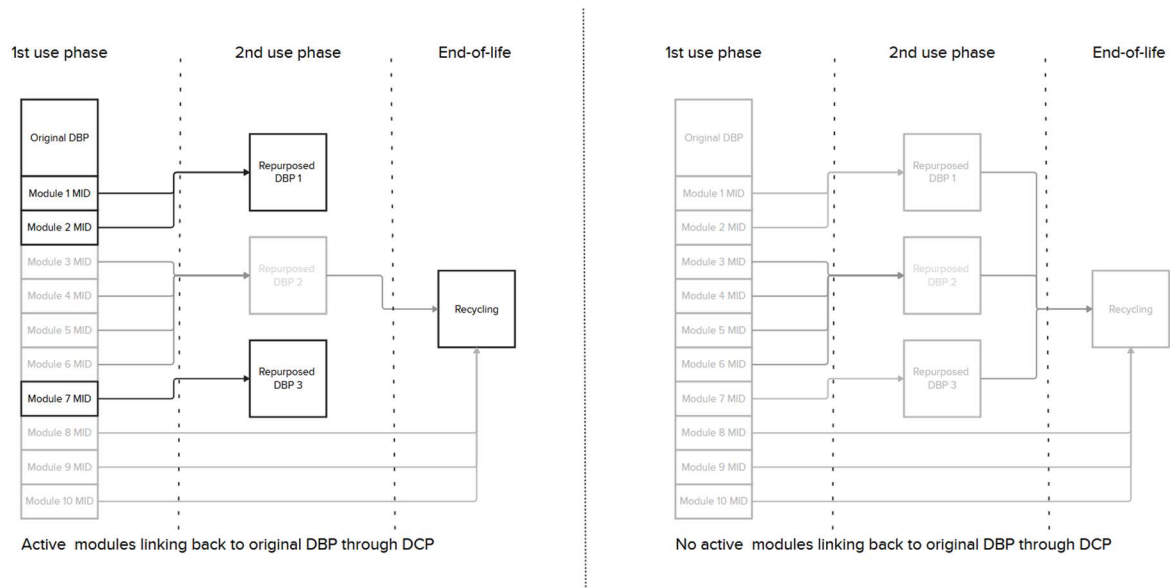 1st use phase
2nd use phase
End-of-life
Original DBP
Module 1 MID
Module 2 MID
Module 3 MID
Module 4 MID
Module 5 MID
Module 6 MID
Module 7 MID
Module 8 MID
Module 9 MID
Module 10 MID
Repurposed
DBP 1
Repurposed
DBP 2
Repurposed
DBP 3
Recycling
Active modules linking back to original DBP through DCP
1st use phase
2nd use phase
End-of-life
Original DBP
Module 1 MID
Module 2 MID
Module 3 MID
Module 4 MID
Module 5 MID
Module 6 MID
Module 7 MID
Module 8 MID
Module 9 MID
Module 10 MID
Repurposed
DBP 1
Repurposed
DBP 2
Repurposed
DBP 3
Recycling
No active modules linking back to original DBP through DCP